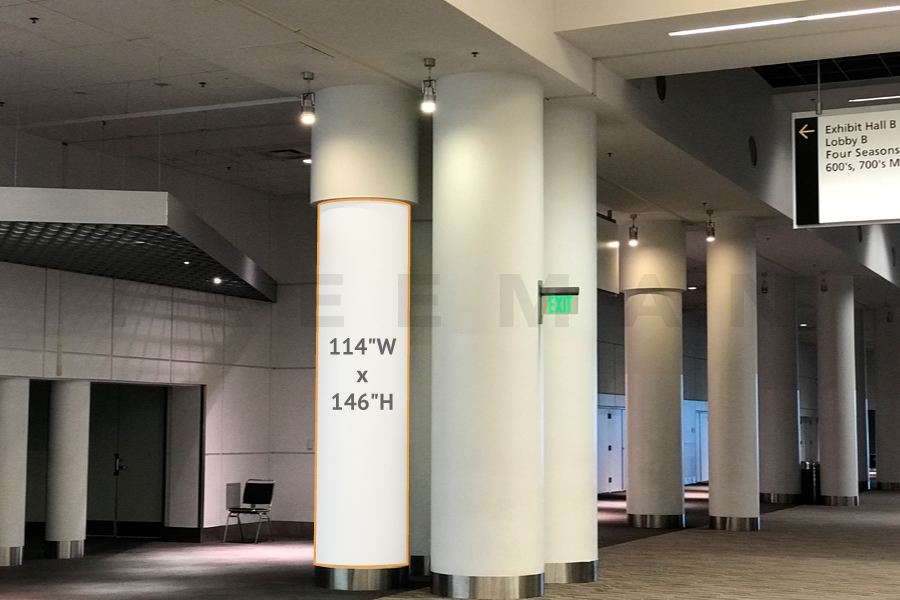 Exhibit Hall B
Lobby B
Four Seasons
600's, 700's M
EXIT
114"W
x
146"H